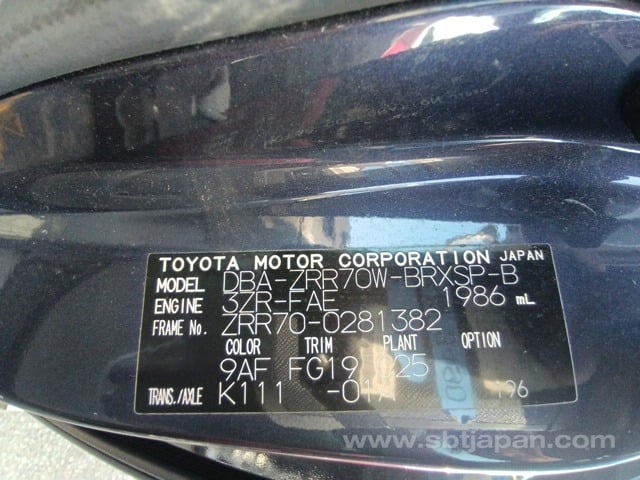 TOYOTA MOTOR CORPORATION JAPAN
MODEL DBA-ZRR70W-BRXSP-B
ENGINE 3ZR-FAE 1986 mL
FRAME No. ZRR70-0281382
COLOR TRIM PLANT OPTION
9AF FG19
TRANS./AXLE K111
www.sbtjapan.com